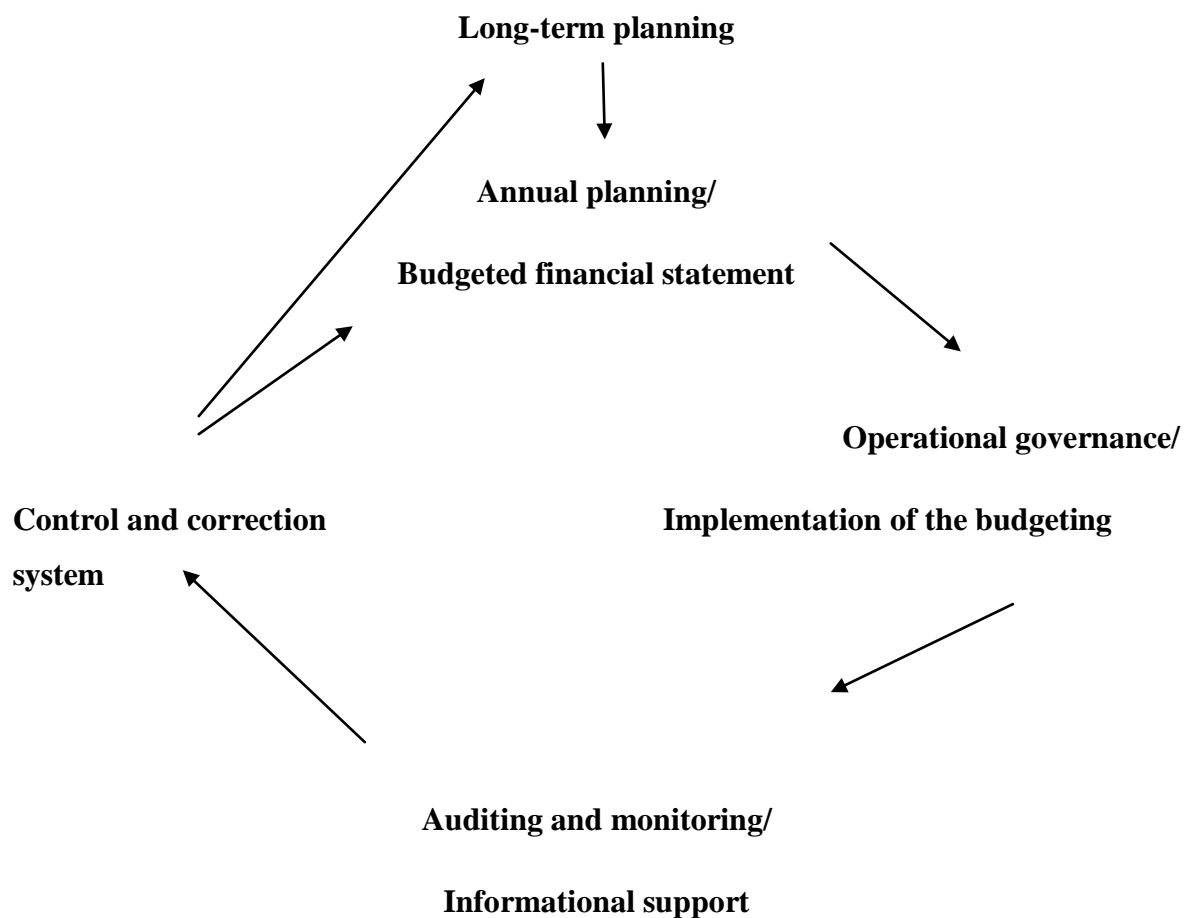 Long-term planning
Annual planning/
Budgeted financial statement
Operational governance/
Control and correction
system
Implementation of the budgeting
Auditing and monitoring/
Informational support